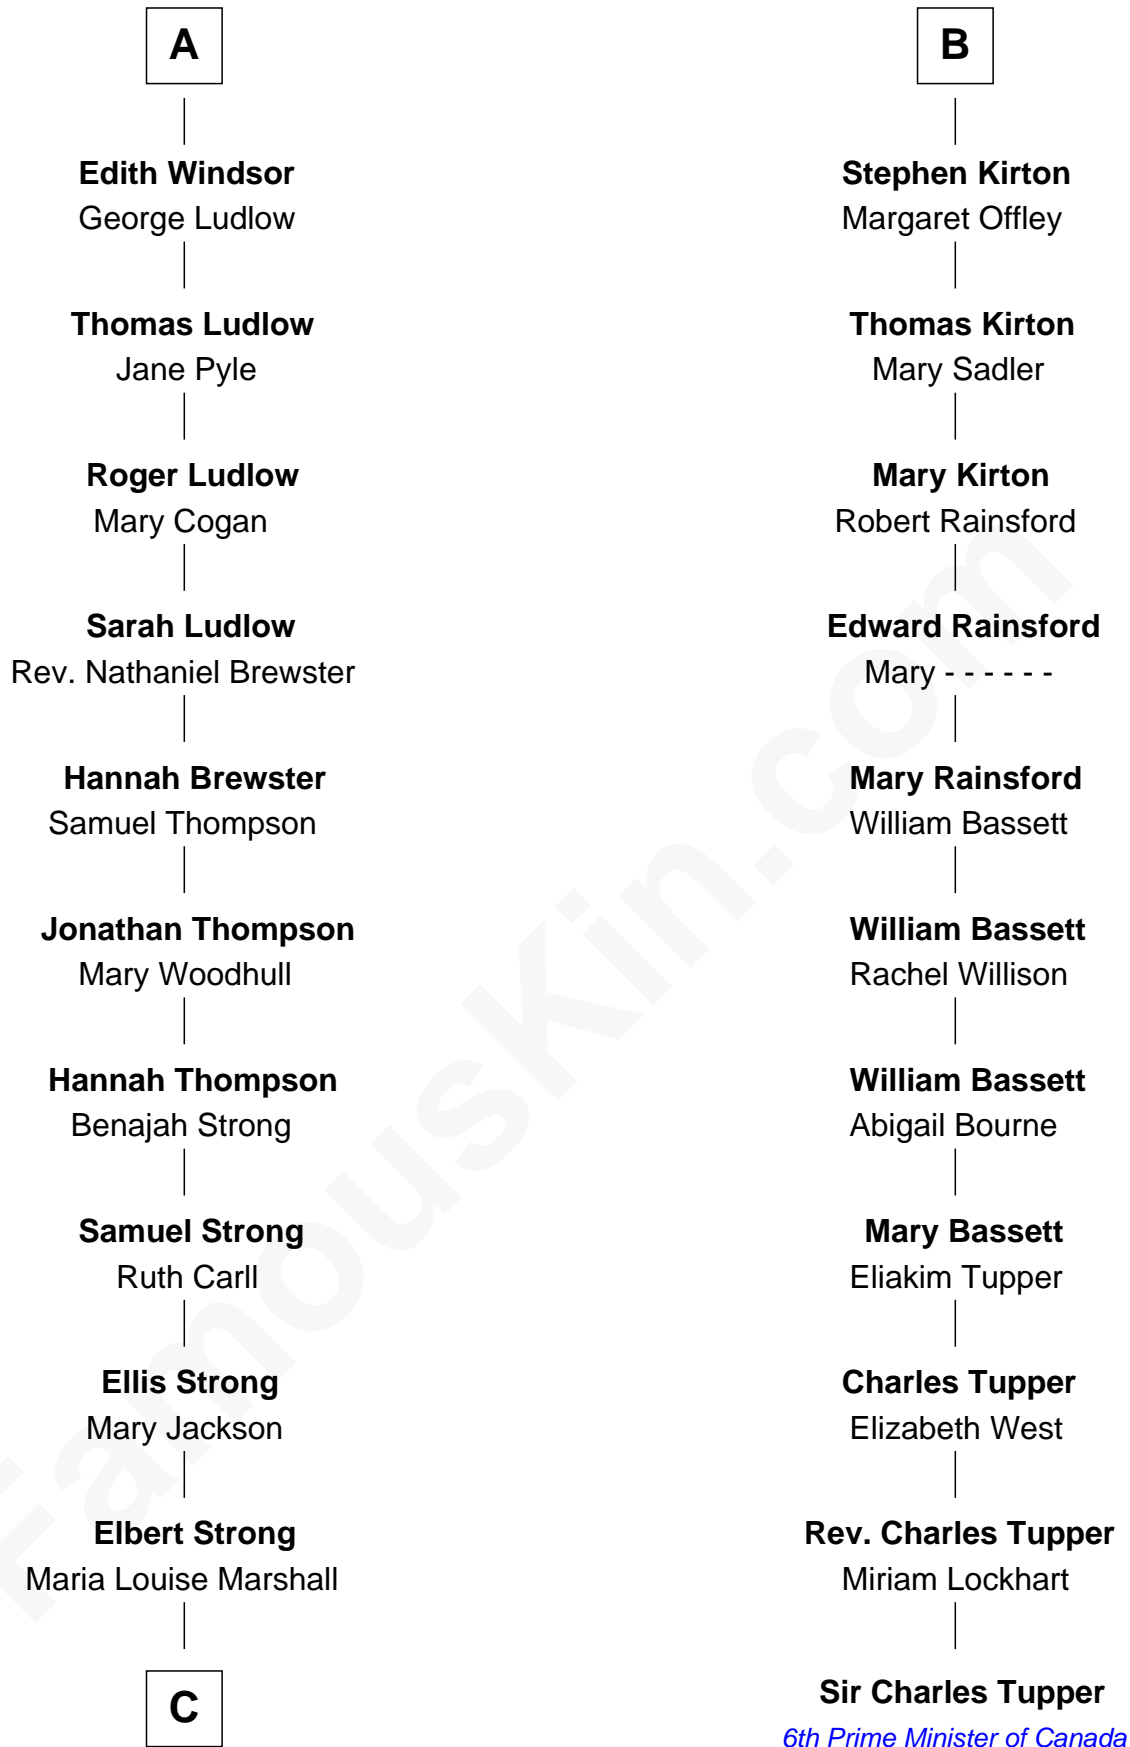 A
Edith Windsor
George Ludlow
Thomas Ludlow
Jane Pyle
Roger Ludlow
Mary Cogan
Sarah Ludlow
Rev. Nathaniel Brewster
Hannah Brewster
Samuel Thompson
Jonathan Thompson
Mary Woodhull
Hannah Thompson
Benajah Strong
Samuel Strong
Ruth Carll
Ellis Strong
Mary Jackson
Elbert Strong
Maria Louise Marshall
C
B
Stephen Kirton
Margaret Offley
Thomas Kirton
Mary Sadler
Mary Kirton
Robert Rainsford
Edward Rainsford
Mary - - - - - -
Mary Rainsford
William Bassett
William Bassett
Rachel Willison
William Bassett
Abigail Bourne
Mary Bassett
Eliakim Tupper
Charles Tupper
Elizabeth West
Rev. Charles Tupper
Miriam Lockhart
Sir Charles Tupper
6th Prime Minister of Canada
FamousKin.com